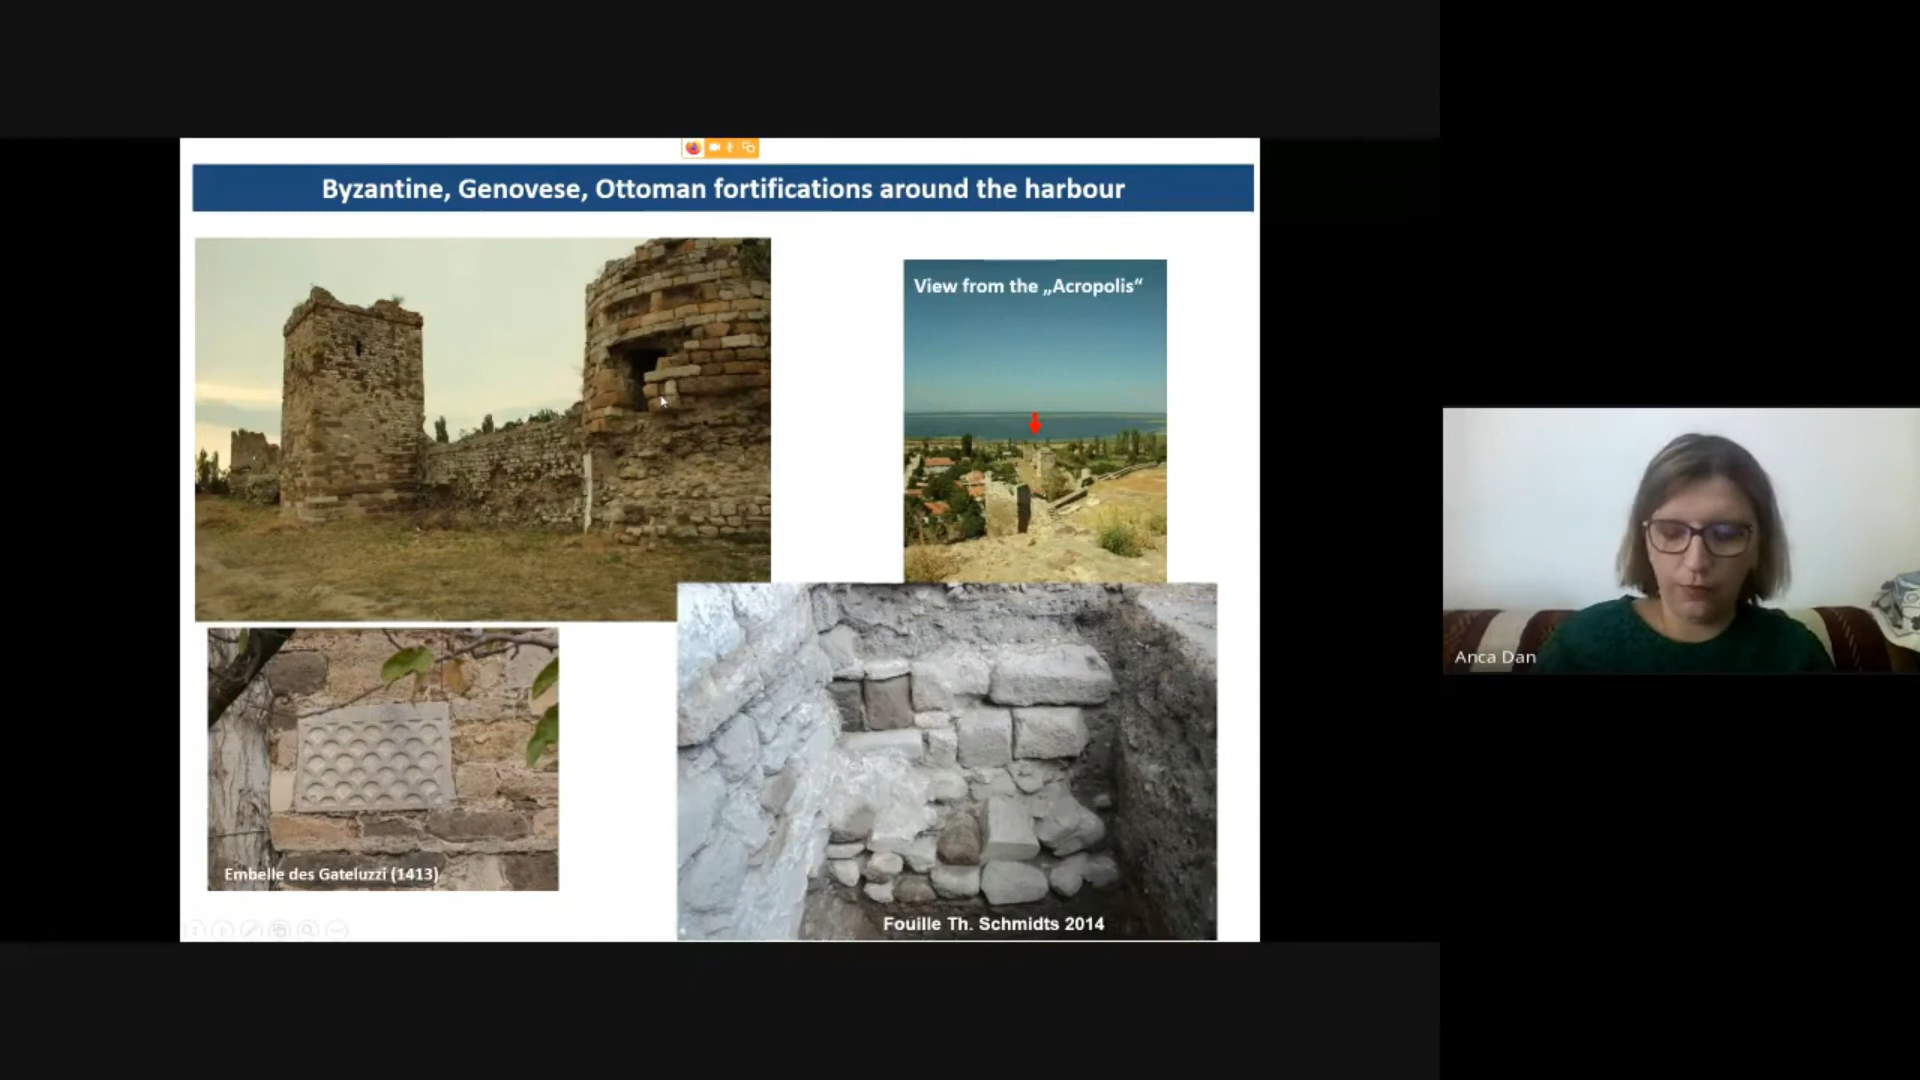 Byzantine, Genovese, Ottoman fortifications around the harbour
View from the „Acropolis“
Embelle des Gateluzzi (1413)
Fouille Th. Schmidts 2014
Anca Dan